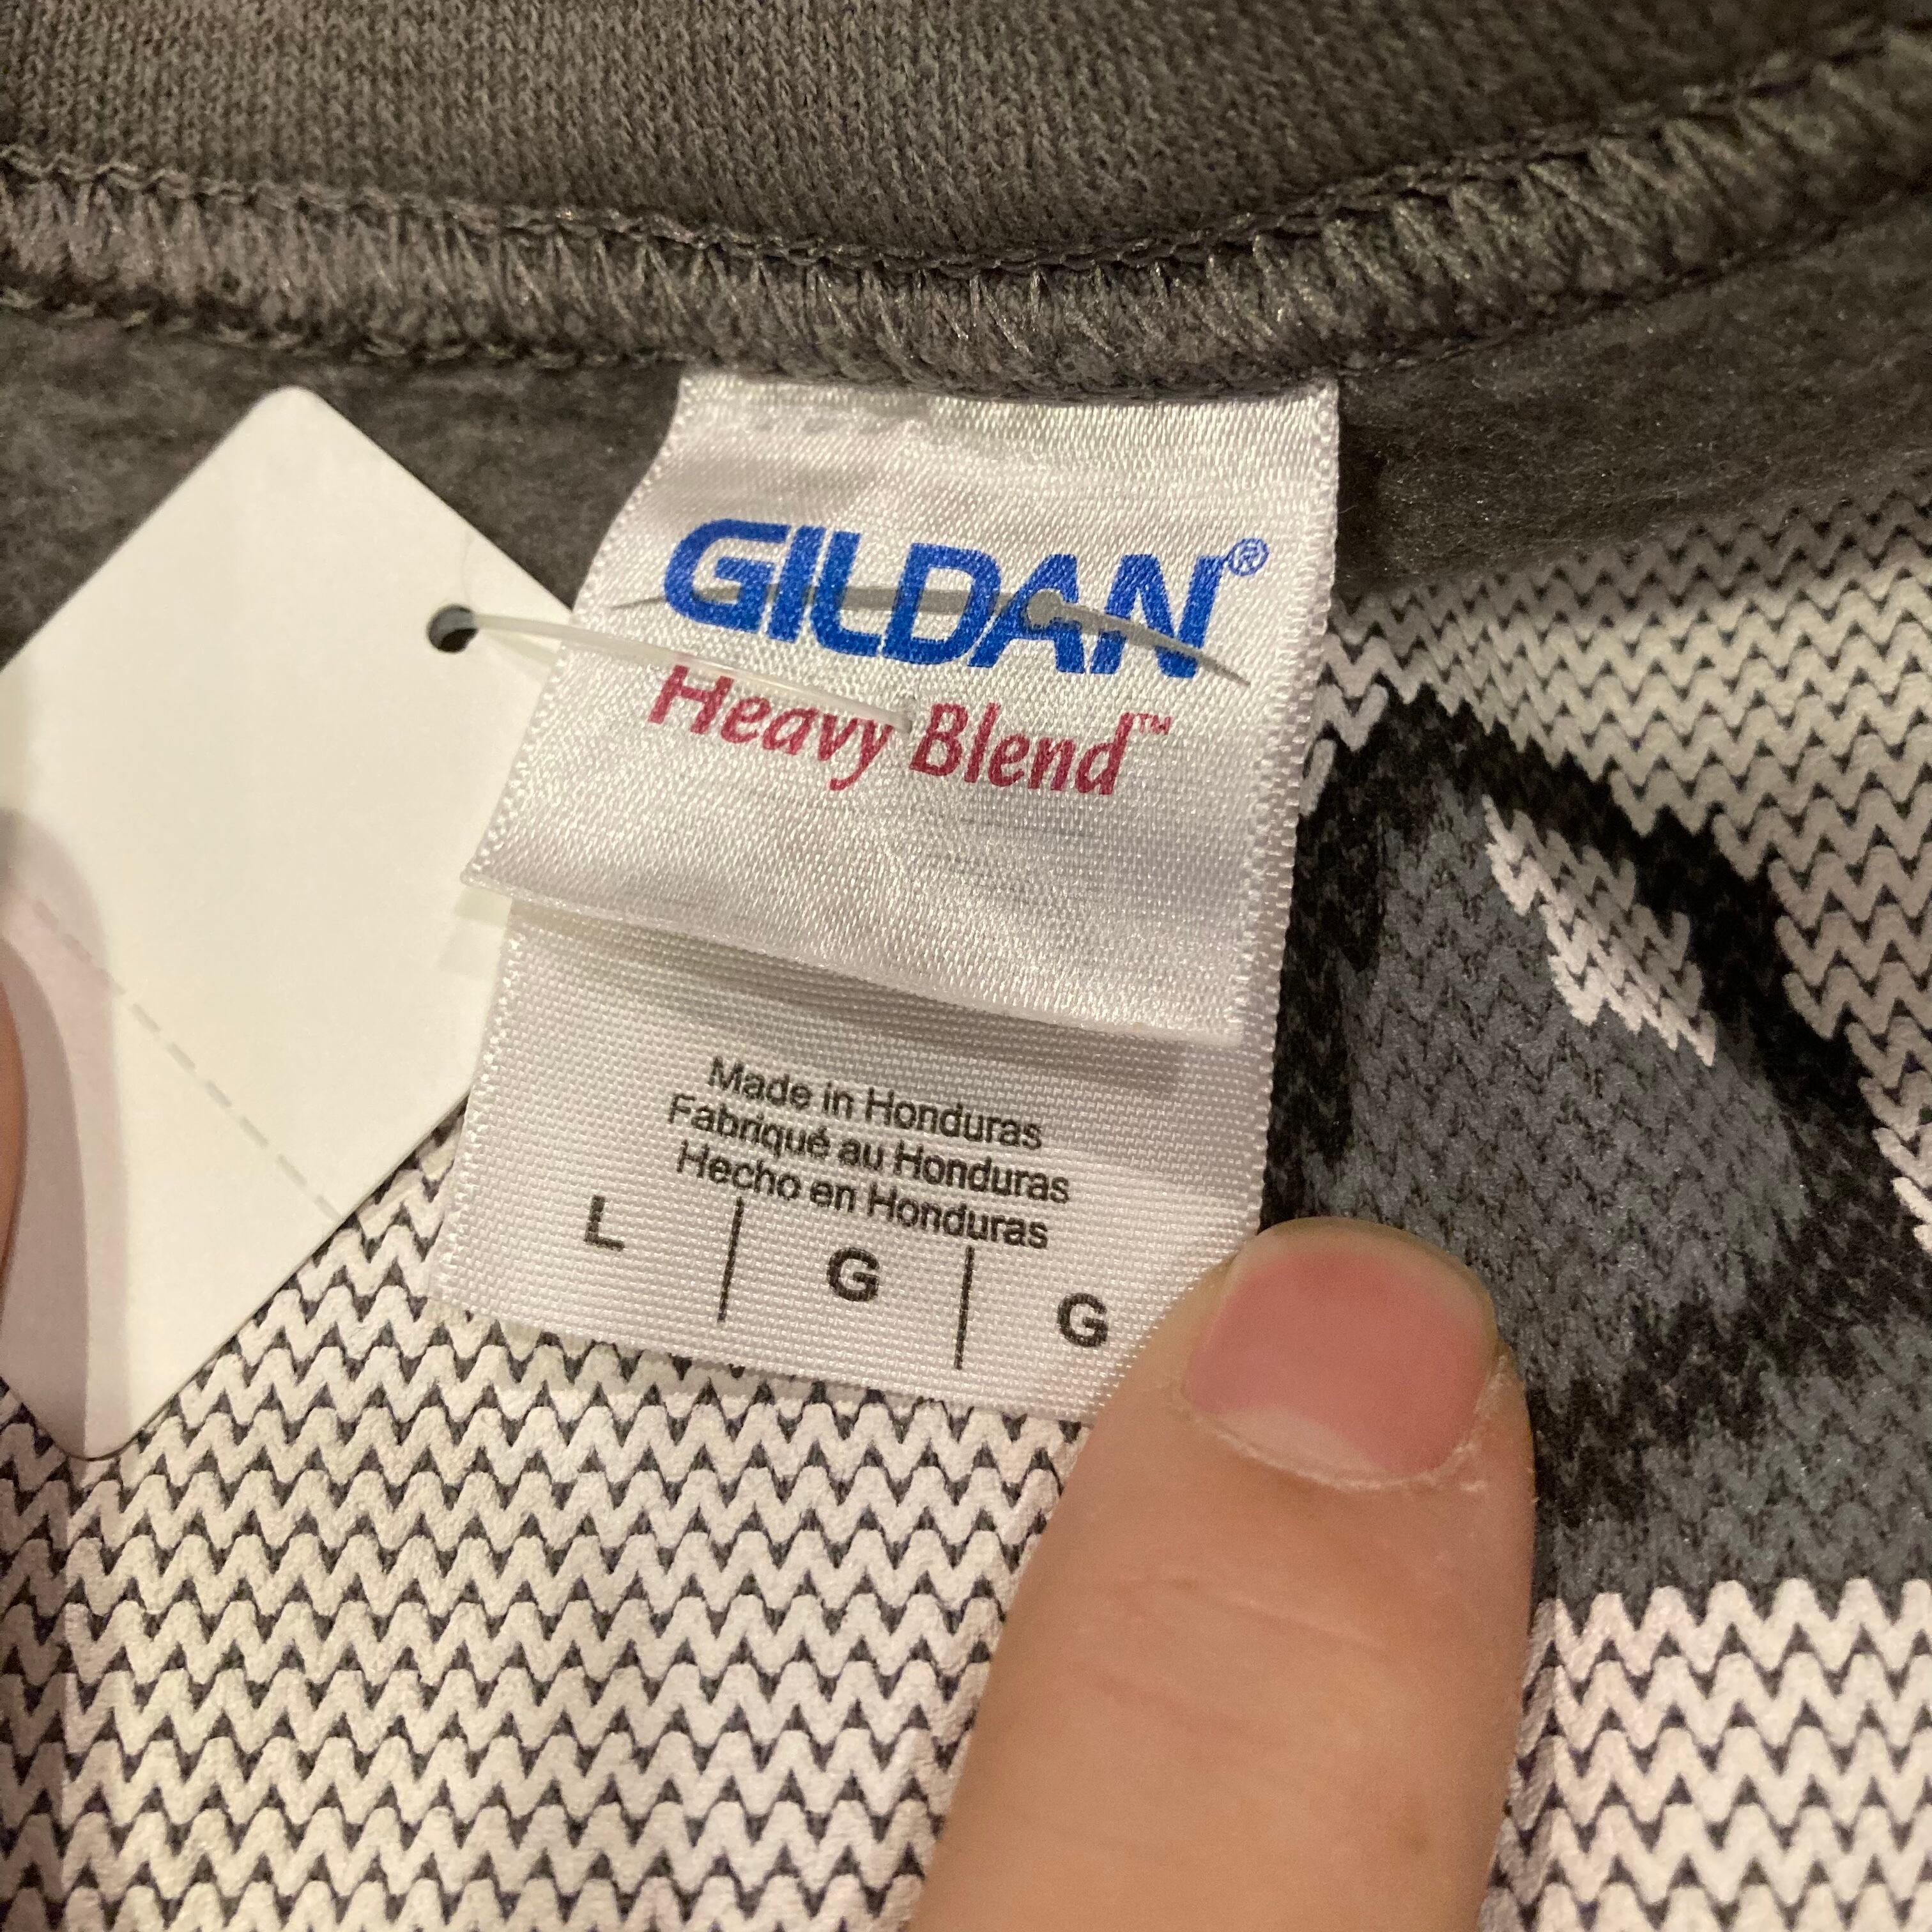 GILDAN®
Heavy Blend™
Made in Honduras
Fabriqué au Honduras
Hecho en Honduras
L | G | G